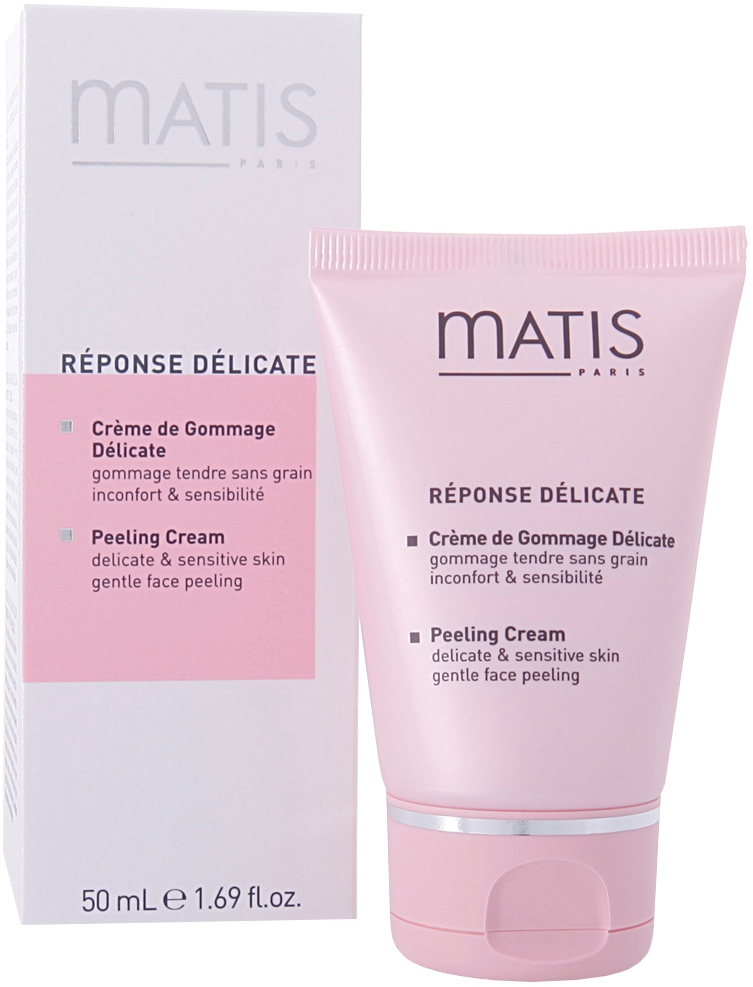 MATIS
PARIS
RÉPONSE DÉLICATE
Crème de Gommage
Délicate
gommage tendre sans grain
inconfort & sensibilité
Peeling Cream
delicate & sensitive skin
gentle face peeling
50 mL ℮ 1.69 fl.oz.
MATIS
PARIS
RÉPONSE DÉLICATE
Crème de Gommage Délicate
gommage tendre sans grain
inconfort & sensibilité
Peeling Cream
delicate & sensitive skin
gentle face peeling